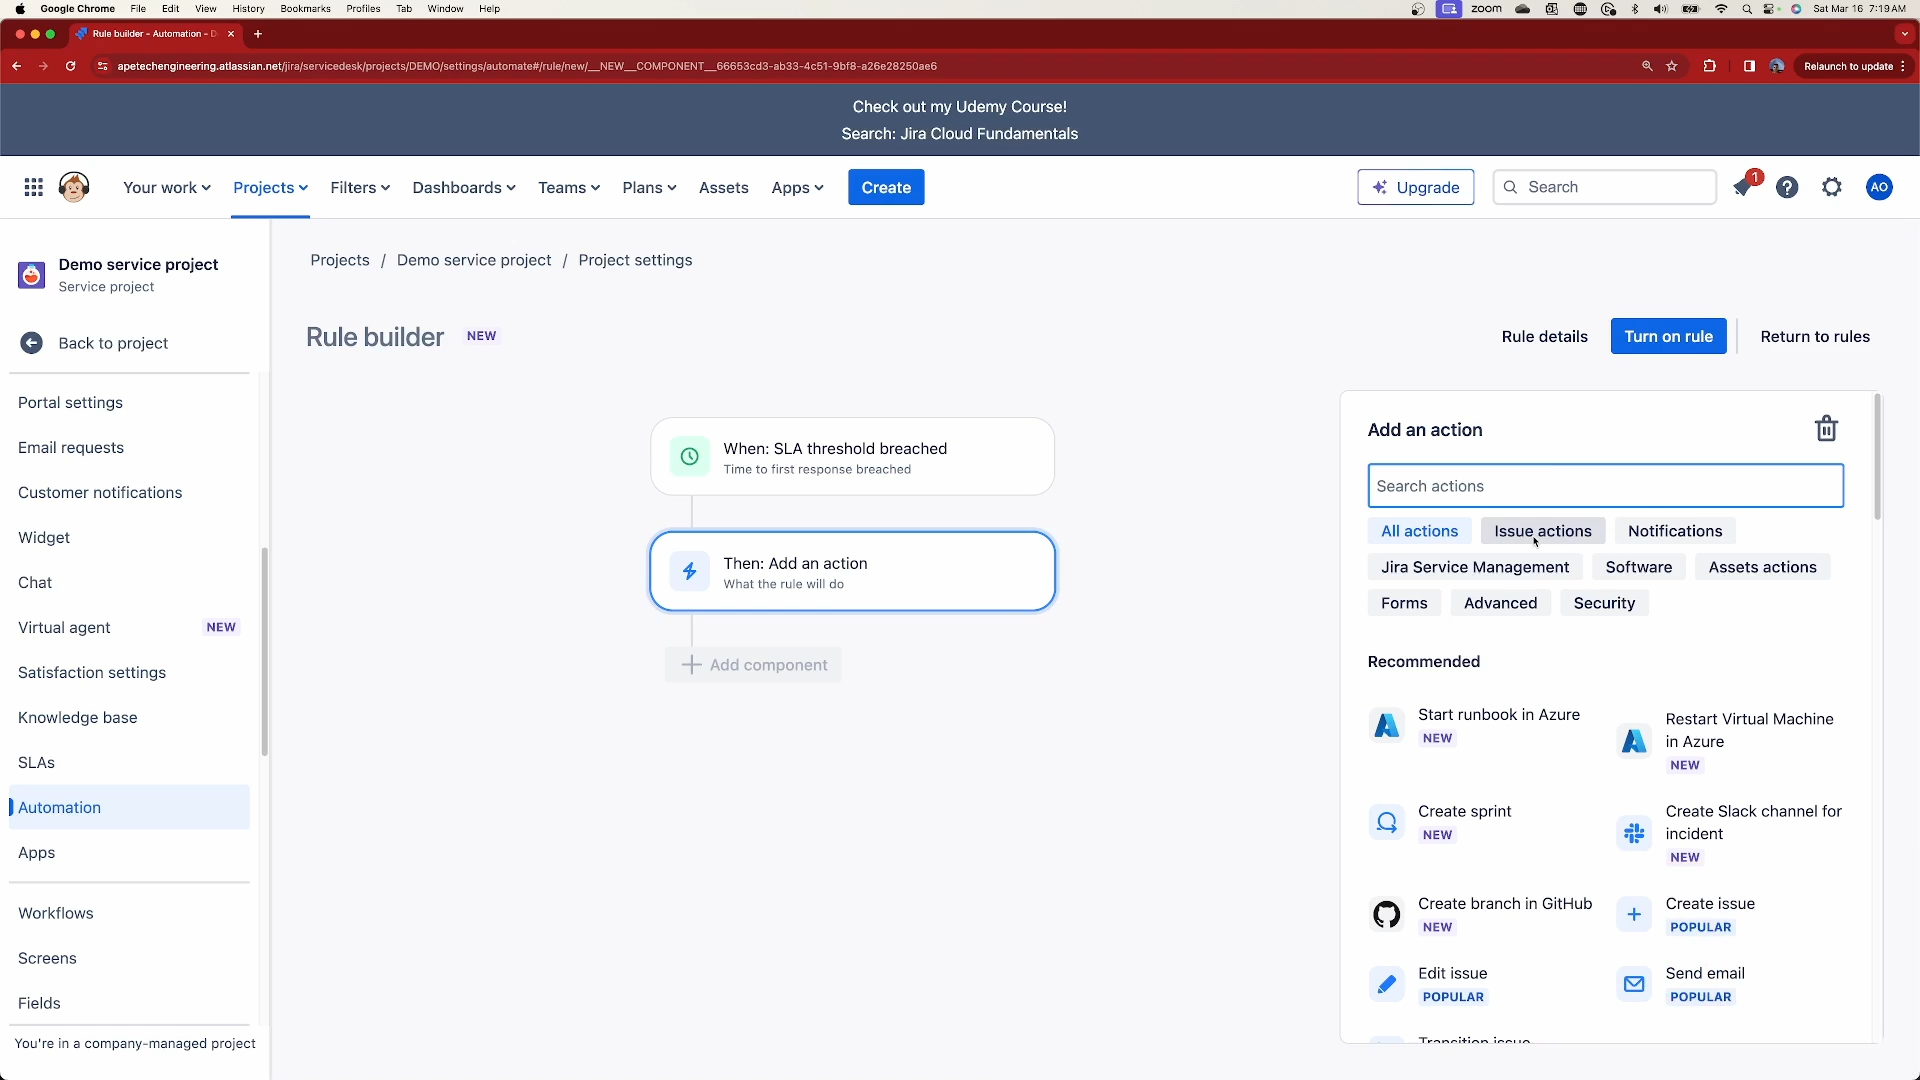 Google Chrome File Edit View History Bookmarks Profiles Tab Window Help
zoom
Sat Mar 16 7:19 AM
Rule builder - Automation - D
apetechengineering.atlassian.net/jira/servicedesk/projects/DEMO/settings/automate#/rule/new/__NEW__COMPONENT__66653cd3-ab33-4c51-9bf8-a26e28250ae6
Relaunch to update
Check out my Udemy Course!
Search: Jira Cloud Fundamentals
Your work Projects Filters Dashboards Teams Plans Assets Apps Create
Upgrade
Search
1
AO
Demo service project
Service project
Back to project
Portal settings
Email requests
Customer notifications
Widget
Chat
Virtual agent NEW
Satisfaction settings
Knowledge base
SLAs
Automation
Apps
Workflows
Screens
Fields
You're in a company-managed project
Projects / Demo service project / Project settings
Rule builder NEW
Rule details
Turn on rule
Return to rules
When: SLA threshold breached
Time to first response breached
Then: Add an action
What the rule will do
Add component
Add an action
Search actions
All actions Issue actions Notifications
Jira Service Management Software Assets actions
Forms Advanced Security
Recommended
Start runbook in Azure
NEW
Restart Virtual Machine
in Azure
NEW
Create sprint
NEW
Create Slack channel for
incident
NEW
Create branch in GitHub
NEW
Create issue
POPULAR
Edit issue
POPULAR
Send email
POPULAR
Transition issue